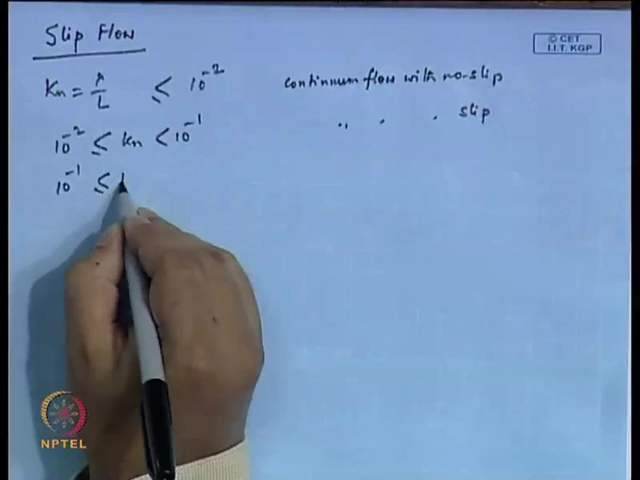 Slip Flow
© CET
I.I.T. KGP
Kn = λ/L ≤ 10⁻² continuum flow with no-slip
10⁻² ≤ Kn < 10⁻¹ " " " slip
10⁻¹ ≤
NPTEL